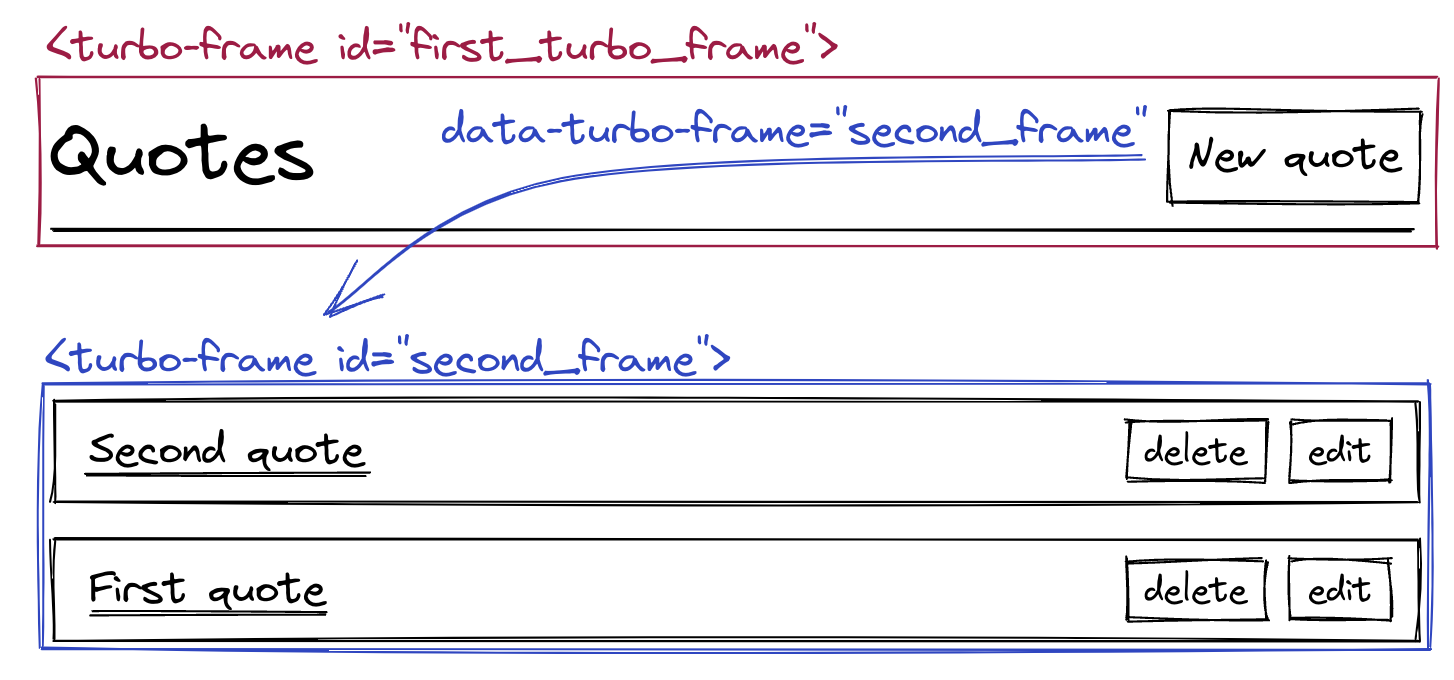 <turbo-frame id="first_turbo_frame">
Quotes
data-turbo-frame="second_frame"
New quote
<turbo-frame id="second_frame">
Second quote
delete
edit
First quote
delete
edit